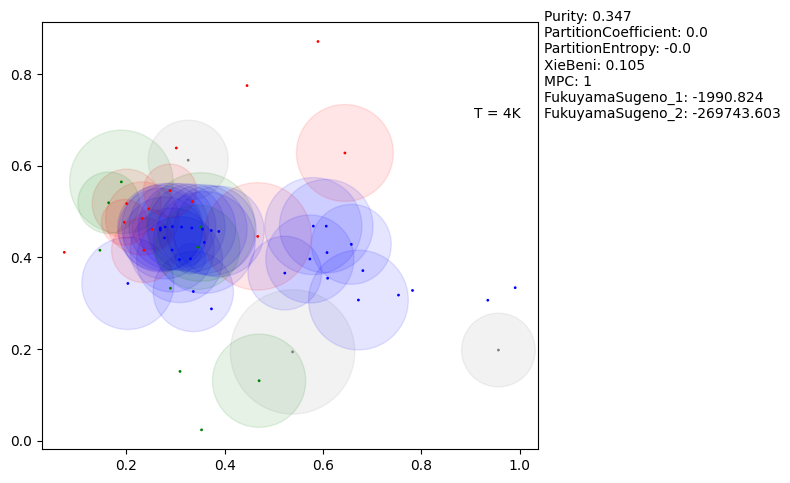 Purity: 0.347
PartitionCoefficient: 0.0
PartitionEntropy: -0.0
XieBeni: 0.105
MPC: 1
FukuyamaSugeno_1: -1990.824
FukuyamaSugeno_2: -269743.603
T = 4K
0.8
0.6
0.4
0.2
0.0
0.2 0.4 0.6 0.8 1.0